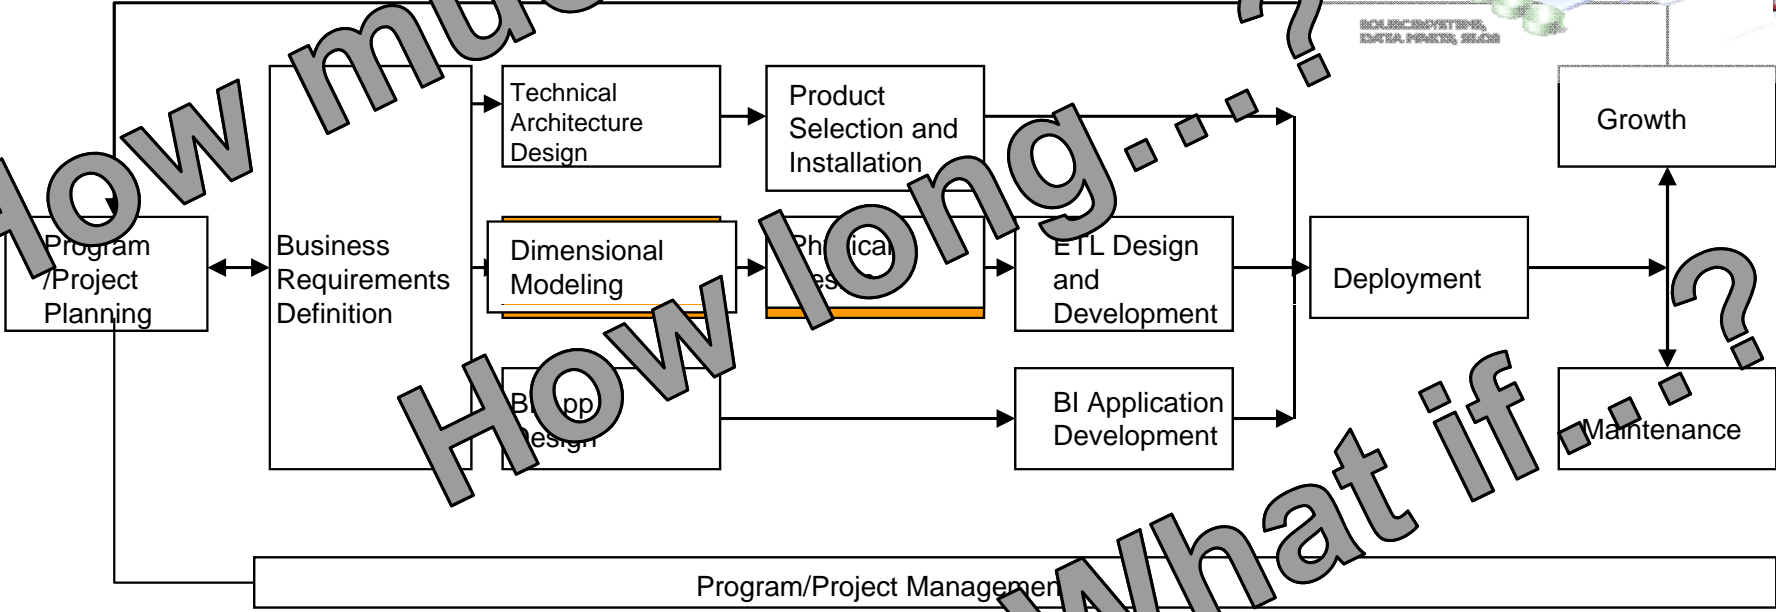 How mu
?
Technical
Architecture
Design
Product
Selection and
Installation
Growth
How long....
Program
/Project
Planning
Business
Requirements
Definition
Dimensional
Modeling
ETL Design
and
Development
Deployment
?
BI Application
Development
Maintenance
What if....
Program/Project Managemen